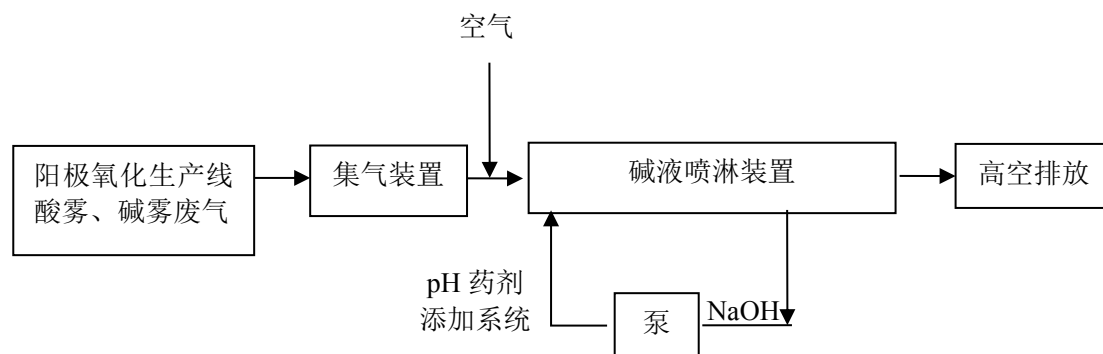 空气
阳极氧化生产线
酸雾、碱雾废气
集气装置
碱液喷淋装置
高空排放
pH 药剂
添加系统
泵
NaOH